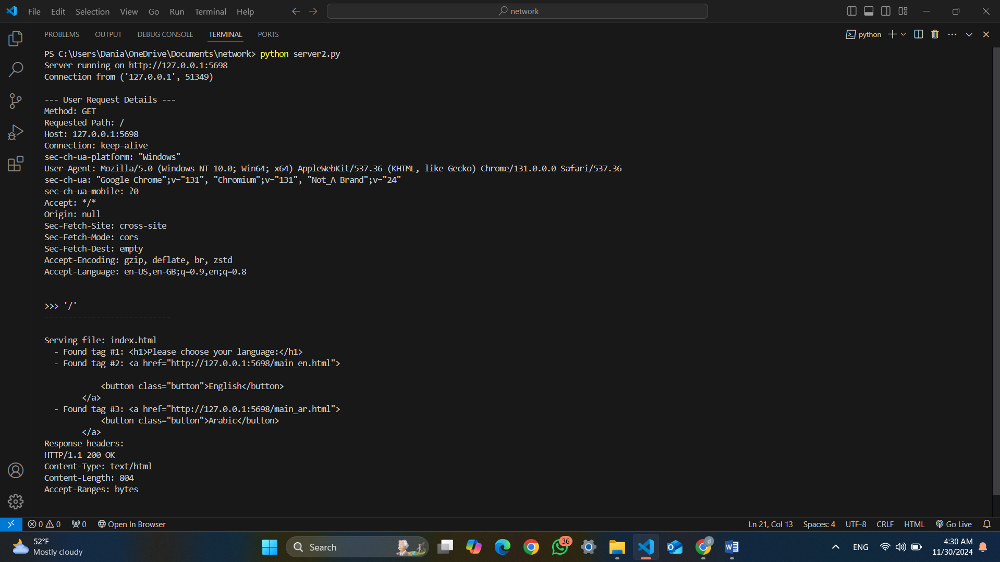 File Edit Selection View Go Run Terminal Help
network
PROBLEMS OUTPUT DEBUG CONSOLE TERMINAL PORTS
python
PS C:\Users\Dania\OneDrive\Documents\network> python server2.py
Server running on http://127.0.0.1:5698
Connection from ('127.0.0.1', 51349)
--- User Request Details ---
Method: GET
Requested Path: /
Host: 127.0.0.1:5698
Connection: keep-alive
sec-ch-ua-platform: "Windows"
User-Agent: Mozilla/5.0 (Windows NT 10.0; Win64; x64) AppleWebKit/537.36 (KHTML, like Gecko) Chrome/131.0.0.0 Safari/537.36
sec-ch-ua: "Google Chrome";v="131", "Chromium";v="131", "Not_A Brand";v="24"
sec-ch-ua-mobile: ?0
Accept: */*
Origin: null
Sec-Fetch-Site: cross-site
Sec-Fetch-Mode: cors
Sec-Fetch-Dest: empty
Accept-Encoding: gzip, deflate, br, zstd
Accept-Language: en-US,en-GB;q=0.9,en;q=0.8
>>> '/'
---------------------------
Serving file: index.html
- Found tag #1: <h1>Please choose your language:</h1>
- Found tag #2: <a href="http://127.0.0.1:5698/main_en.html">
<button class="button">English</button>
</a>
- Found tag #3: <a href="http://127.0.0.1:5698/main_ar.html">
<button class="button">Arabic</button>
</a>
Response headers:
HTTP/1.1 200 OK
Content-Type: text/html
Content-Length: 804
Accept-Ranges: bytes
0 0 0 Open In Browser Ln 21, Col 13 Spaces: 4 UTF-8 CRLF HTML Go Live
52°F
Mostly cloudy
Search
36
d
ENG
4:30 AM
11/30/2024